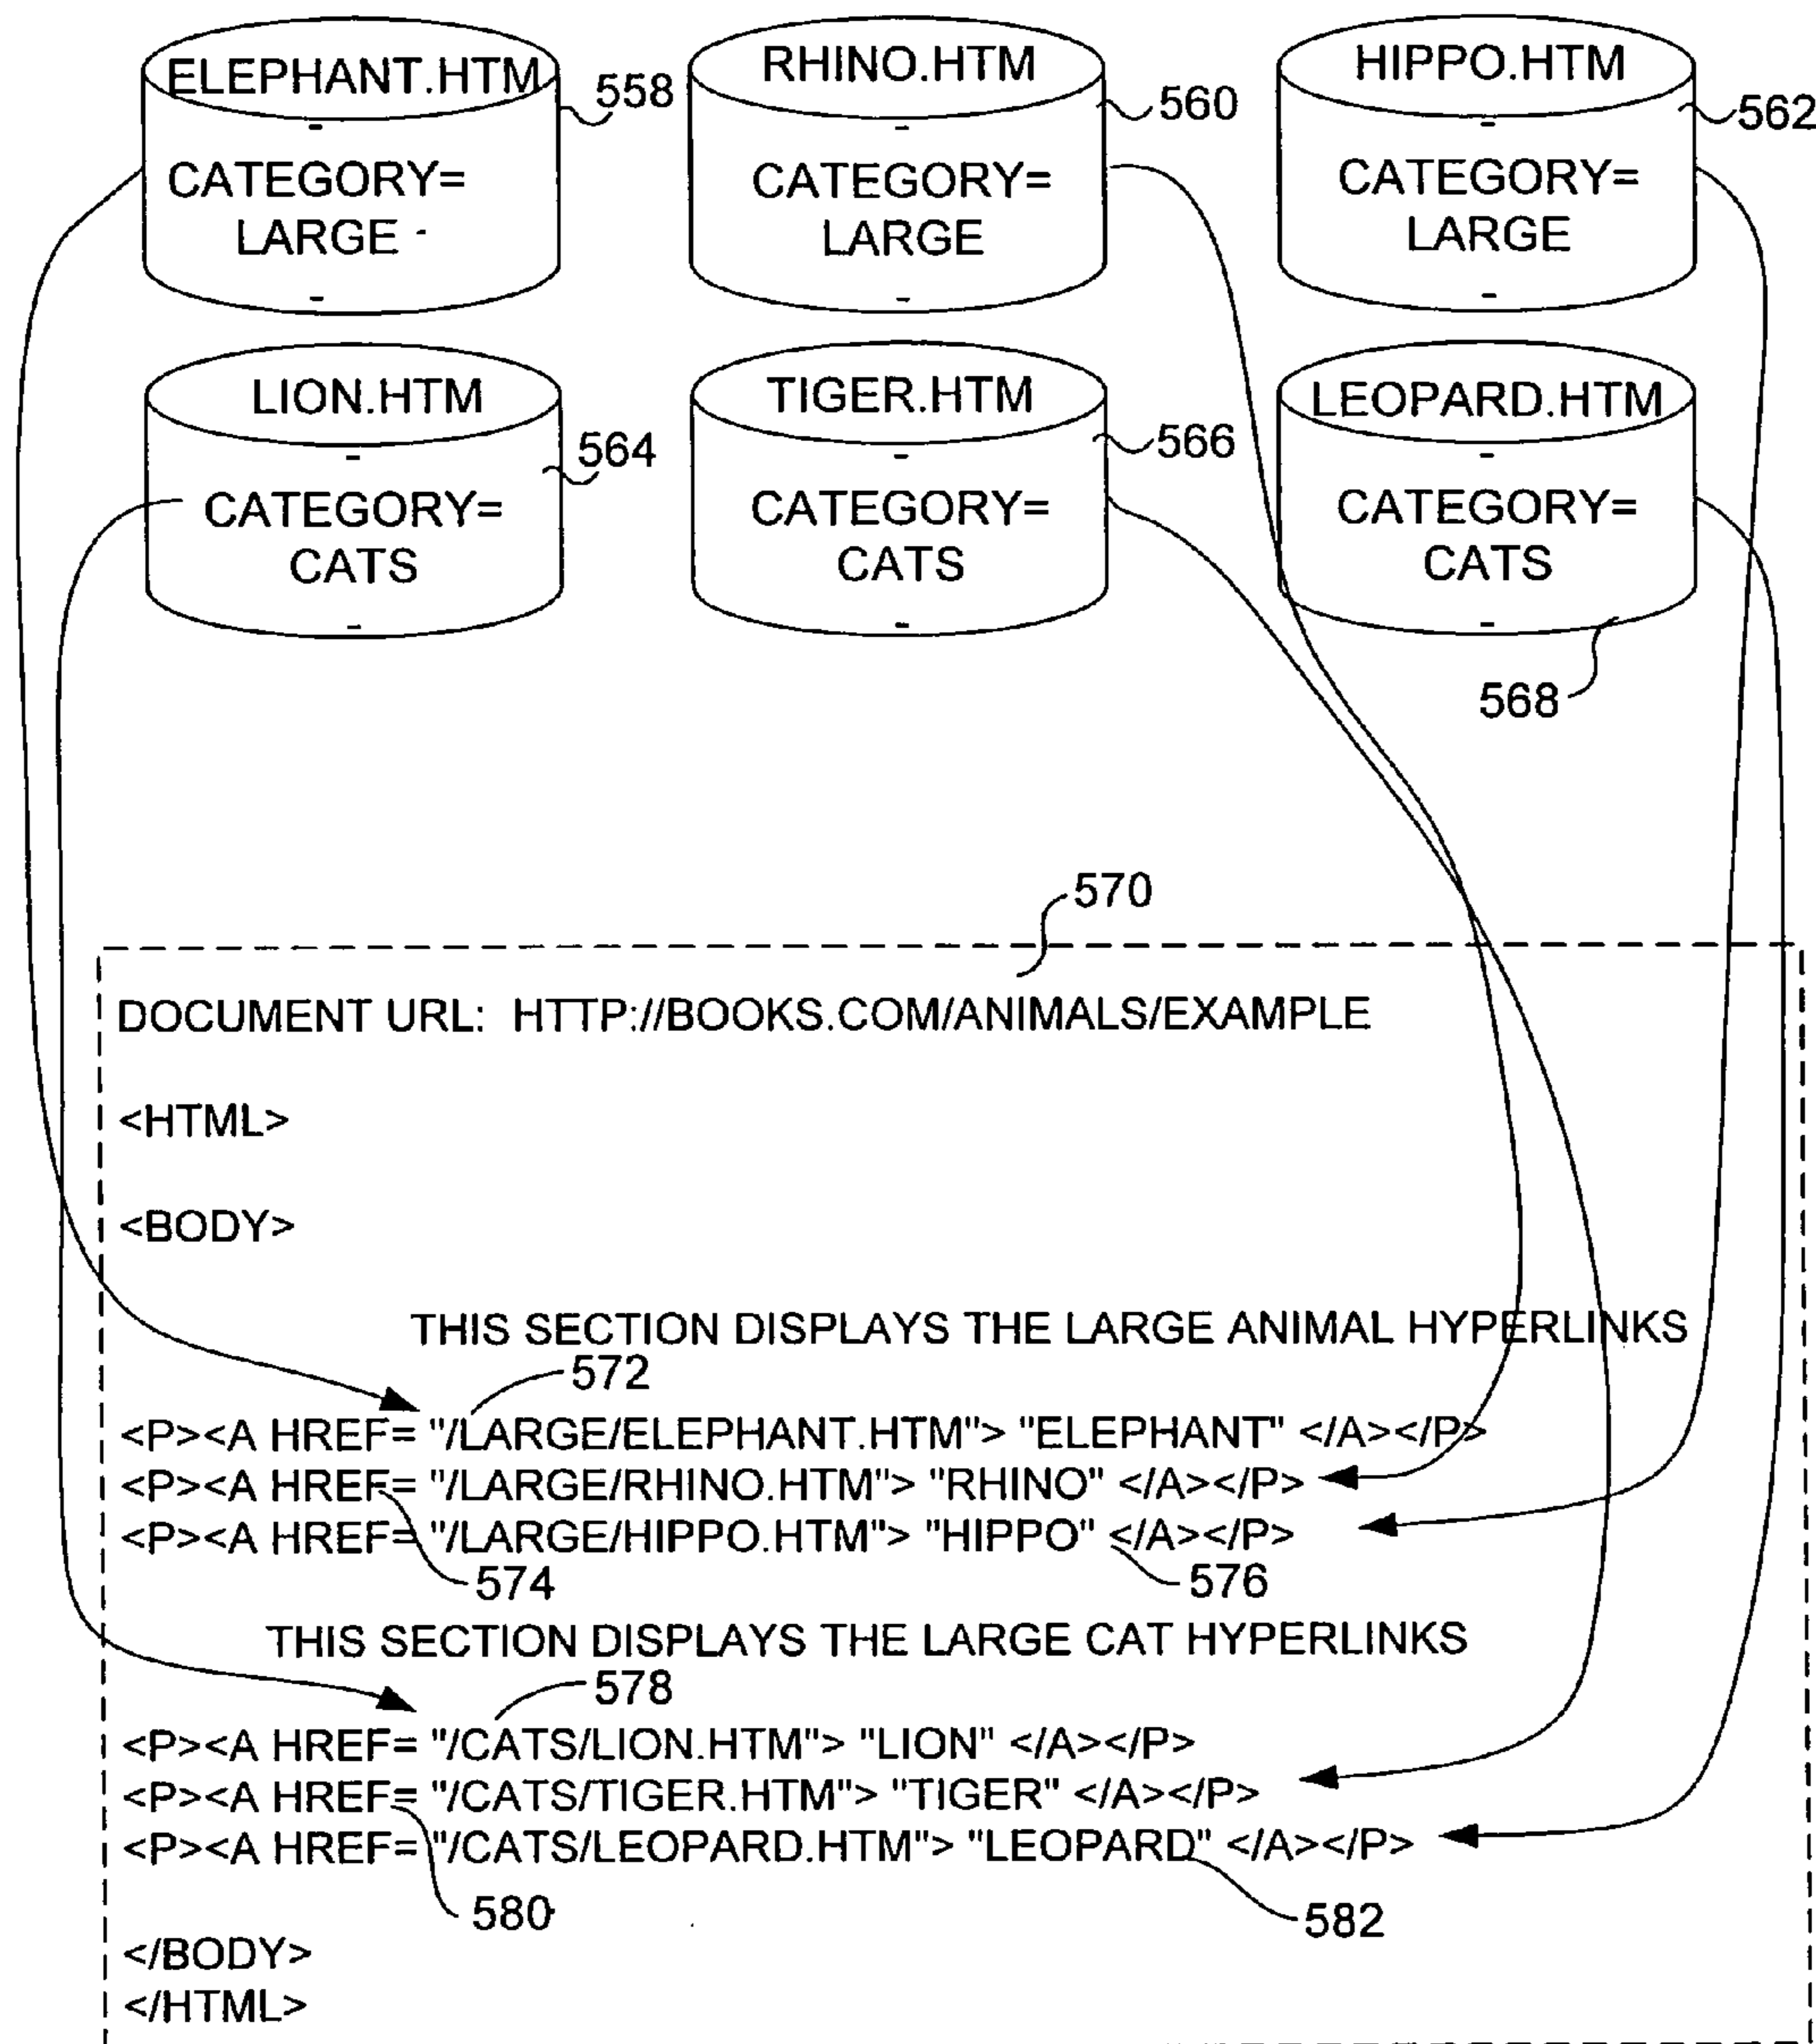 ELEPHANT.HTM
558
CATEGORY=
LARGE
RHINO.HTM
560
CATEGORY=
LARGE
HIPPO.HTM
562
CATEGORY=
LARGE
LION.HTM
564
CATEGORY=
CATS
TIGER.HTM
566
CATEGORY=
CATS
LEOPARD.HTM
CATEGORY=
CATS
568
570
DOCUMENT URL: HTTP://BOOKS.COM/ANIMALS/EXAMPLE
<HTML>
<BODY>
THIS SECTION DISPLAYS THE LARGE ANIMAL HYPERLINKS
572
<P><A HREF= "/LARGE/ELEPHANT.HTM"> "ELEPHANT" </A></P>
<P><A HREF= "/LARGE/RHINO.HTM"> "RHINO" </A></P>
<P><A HREF= "/LARGE/HIPPO.HTM"> "HIPPO" </A></P>
574 576
THIS SECTION DISPLAYS THE LARGE CAT HYPERLINKS
578
<P><A HREF= "/CATS/LION.HTM"> "LION" </A></P>
<P><A HREF= "/CATS/TIGER.HTM"> "TIGER" </A></P>
<P><A HREF= "/CATS/LEOPARD.HTM"> "LEOPARD" </A></P>
580 582
</BODY>
</HTML>